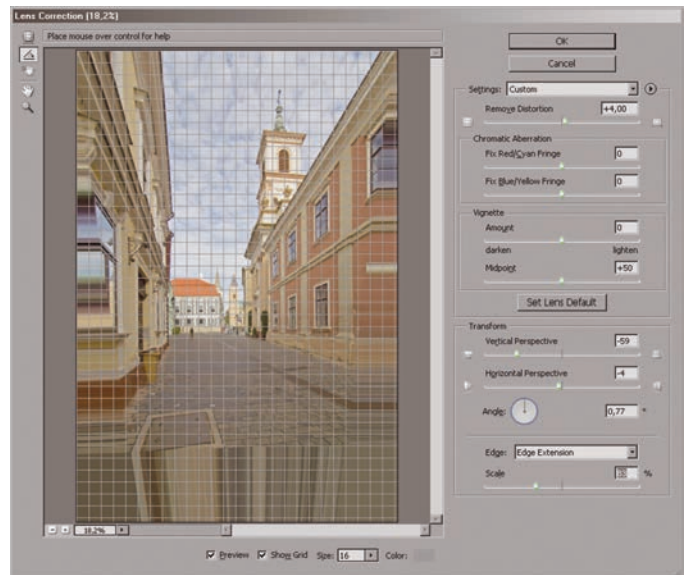 Lens Correction (18,2%)
Place mouse over control for help
OK
Cancel
Settings: Custom
Remove Distortion +4,00
Chromatic Aberration
Fix Red/Cyan Fringe 0
Fix Blue/Yellow Fringe 0
Vignette
Amount 0
darken lighten
Midpoint +50
Set Lens Default
Transform
Vertical Perspective -59
Horizontal Perspective -4
Angle: 0,77 °
Edge: Edge Extension
Scale %
18.2%
Preview Show Grid Size: 16 Color: